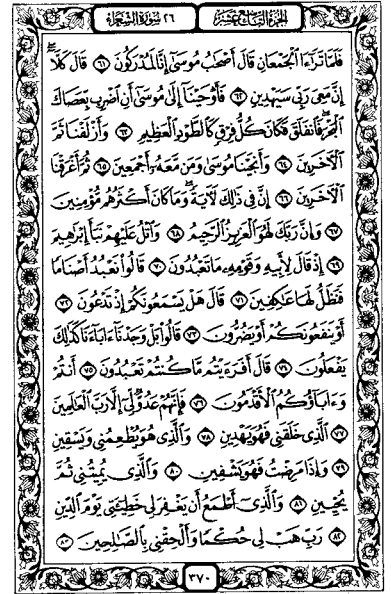 الجزء التاسع عشر
٢٦ سورة الشعراء
فَلَمَّا تَرَٰٓءَا ٱلْجَمْعَانِ قَالَ أَصْحَٰبُ مُوسَىٰٓ إِنَّا لَمُدْرَكُونَ ٦١ قَالَ كَلَّآ
إِنَّ مَعِىَ رَبِّى سَيَهْدِينِ ٦٢ فَأَوْحَيْنَآ إِلَىٰ مُوسَىٰٓ أَنِ ٱضْرِب بِّعَصَاكَ
ٱلْبَحْرَ فَٱنفَلَقَ فَكَانَ كُلُّ فِرْقٍ كَٱلطَّوْدِ ٱلْعَظِيمِ ٦٣ وَأَزْلَفْنَا ثَمَّ
ٱلْءَاخَرِينَ ٦٤ وَأَنجَيْنَا مُوسَىٰ وَمَن مَّعَهُۥٓ أَجْمَعِينَ ٦٥ ثُمَّ أَغْرَقْنَا
ٱلْءَاخَرِينَ ٦٦ إِنَّ فِى ذَٰلِكَ لَءَايَةً وَمَا كَانَ أَكْثَرُهُم مُّؤْمِنِينَ
٦٧ وَإِنَّ رَبَّكَ لَهُوَ ٱلْعَزِيزُ ٱلرَّحِيمُ ٦٨ وَٱتْلُ عَلَيْهِمْ نَبَأَ إِبْرَٰهِيمَ
٦٩ إِذْ قَالَ لِأَبِيهِ وَقَوْمِهِۦ مَا تَعْبُدُونَ ٧٠ قَالُوا۟ نَعْبُدُ أَصْنَامًا
فَنَظَلُّ لَهَا عَٰكِفِينَ ٧١ قَالَ هَلْ يَسْمَعُونَكُمْ إِذْ تَدْعُونَ ٧٢
أَوْ يَنفَعُونَكُمْ أَوْ يَضُرُّونَ ٧٣ قَالُوا۟ بَلْ وَجَدْنَآ ءَابَآءَنَا كَذَٰلِكَ
يَفْعَلُونَ ٧٤ قَالَ أَفَرَءَيْتُم مَّا كُنتُمْ تَعْبُدُونَ ٧٥ أَنتُمْ
وَءَابَآؤُكُمُ ٱلْأَقْدَمُونَ ٧٦ فَإِنَّهُمْ عَدُوٌّ لِّىٓ إِلَّا رَبَّ ٱلْعَٰلَمِينَ
٧٧ ٱلَّذِى خَلَقَنِى فَهُوَ يَهْدِينِ ٧٨ وَٱلَّذِى هُوَ يُطْعِمُنِى وَيَسْقِينِ
٧٩ وَإِذَا مَرِضْتُ فَهُوَ يَشْفِينِ ٨٠ وَٱلَّذِى يُمِيتُنِى ثُمَّ
يُحْيِينِ ٨١ وَٱلَّذِىٓ أَطْمَعُ أَن يَغْفِرَ لِى خَطِيٓـَٔتِى يَوْمَ ٱلدِّينِ
٨٢ رَبِّ هَبْ لِى حُكْمًا وَأَلْحِقْنِى بِٱلصَّٰلِحِينَ ٨٣
٣٧٠